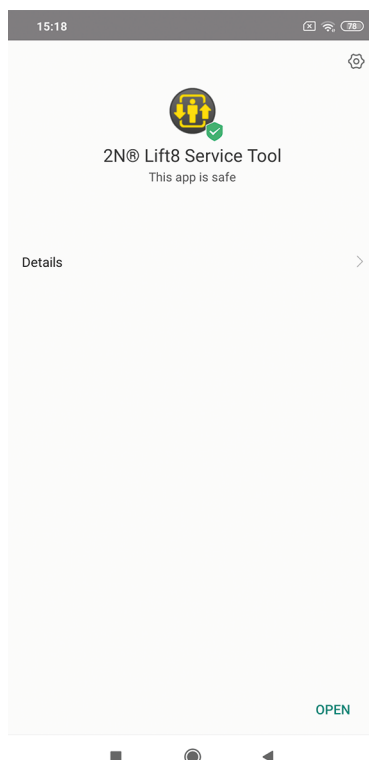 15:18
78
2N® Lift8 Service Tool
This app is safe
Details
OPEN